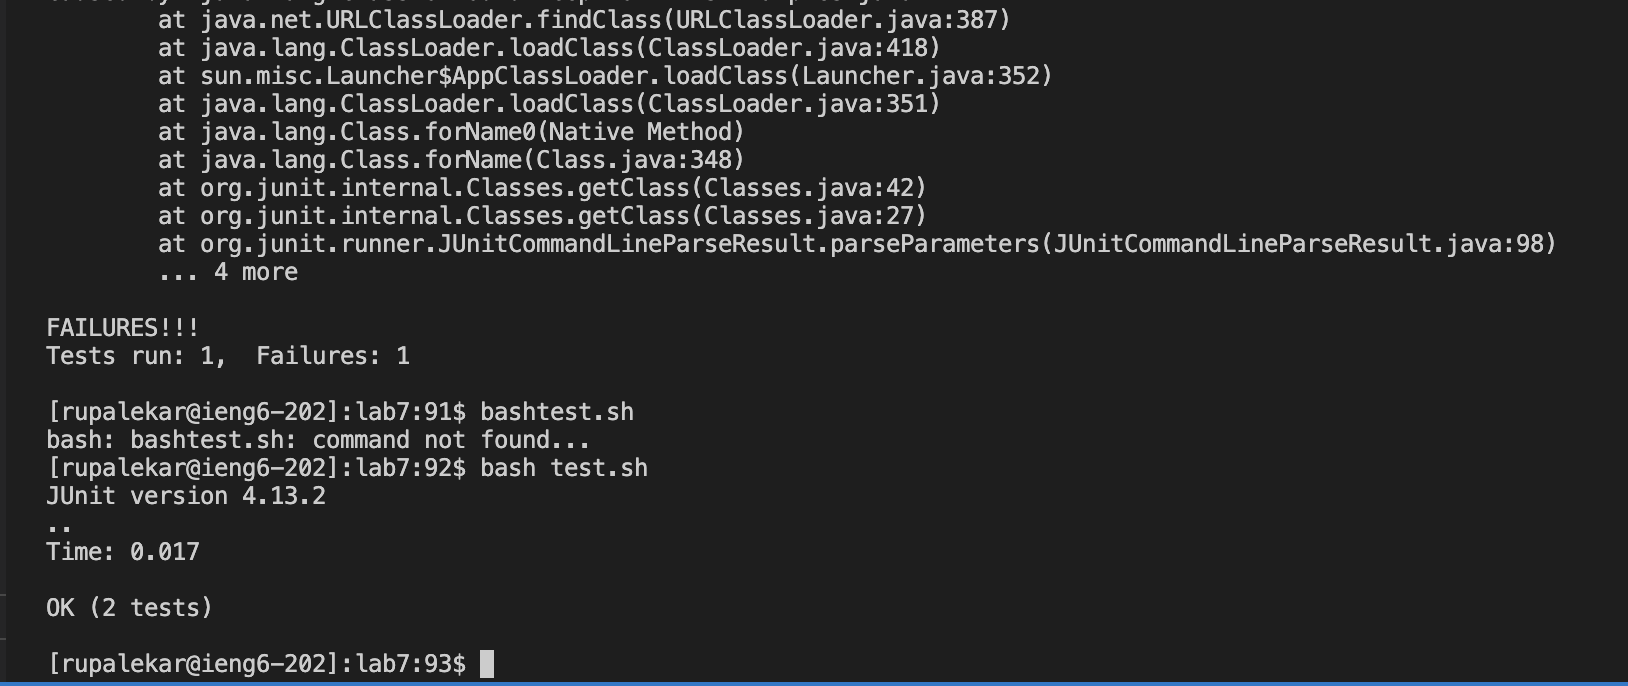 at java.net.URLClassLoader.findClass(URLClassLoader.java:387)
at java.lang.ClassLoader.loadClass(ClassLoader.java:418)
at sun.misc.Launcher$AppClassLoader.loadClass(Launcher.java:352)
at java.lang.ClassLoader.loadClass(ClassLoader.java:351)
at java.lang.Class.forName0(Native Method)
at java.lang.Class.forName(Class.java:348)
at org.junit.internal.Classes.getClass(Classes.java:42)
at org.junit.internal.Classes.getClass(Classes.java:27)
at org.junit.runner.JUnitCommandLineParseResult.parseParameters(JUnitCommandLineParseResult.java:98)
... 4 more
FAILURES!!!
Tests run: 1,  Failures: 1
[rupalekar@ieng6-202]:lab7:91$ bashtest.sh
bash: bashtest.sh: command not found...
[rupalekar@ieng6-202]:lab7:92$ bash test.sh
JUnit version 4.13.2
..
Time: 0.017
OK (2 tests)
[rupalekar@ieng6-202]:lab7:93$